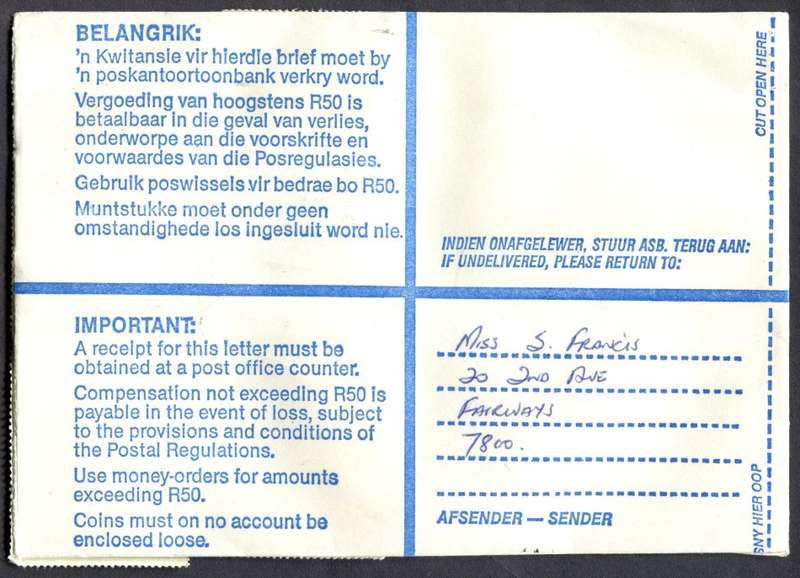 BELANGRIK:
'n Kwitansie vir hierdie brief moet by
'n poskantoortoonbank verkry word.
Vergoeding van hoogstens R50 is
betaalbaar in die geval van verlies,
onderworpe aan die voorskrifte en
voorwaardes van die Posregulasies.
Gebruik poswissels vir bedrae bo R50.
Muntstukke moet onder geen
omstandighede los ingesluit word nie.
CUT OPEN HERE
INDIEN ONAFGELEWER, STUUR ASB. TERUG AAN:
IF UNDELIVERED, PLEASE RETURN TO:
IMPORTANT:
A receipt for this letter must be
obtained at a post office counter.
Compensation not exceeding R50 is
payable in the event of loss, subject
to the provisions and conditions of
the Postal Regulations.
Use money-orders for amounts
exceeding R50.
Coins must on no account be
enclosed loose.
Miss S. Francis
20 2nd Ave
Fairways
7800.
AFSENDER — SENDER
SNY HIER OOP